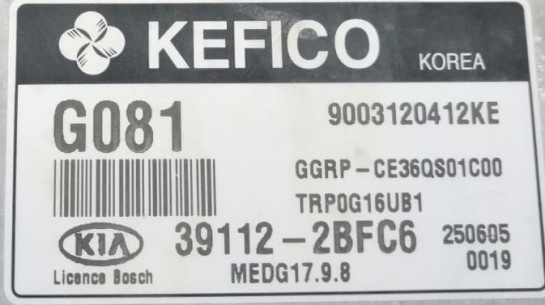 KEFICO KOREA
G081 9003120412KE
GGRP-CE36QS01C00
TRP0G16UB1
KIA 39112-2BFC6 250605
Licence Bosch MEDG17.9.8 0019